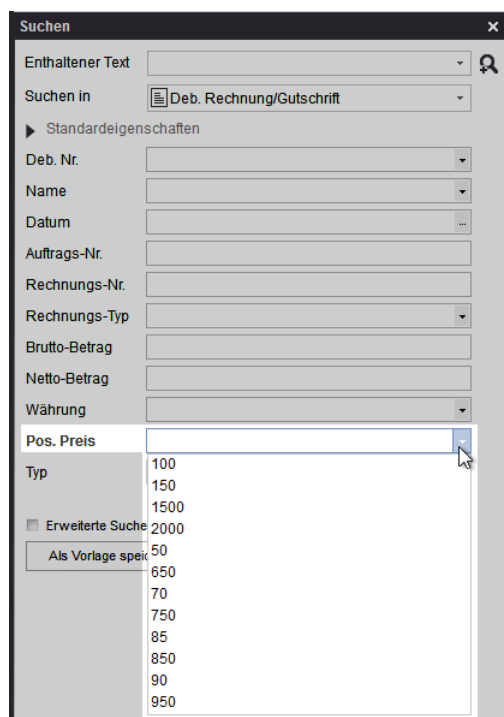 Suchen
Enthaltener Text
Suchen in Deb. Rechnung/Gutschrift
Standardeigenschaften
Deb. Nr.
Name
Datum ...
Auftrags-Nr.
Rechnungs-Nr.
Rechnungs-Typ
Brutto-Betrag
Netto-Betrag
Währung
Pos. Preis
Typ
100
150
1500
2000
50
650
70
750
85
850
90
950
Erweiterte Suche
Als Vorlage spei